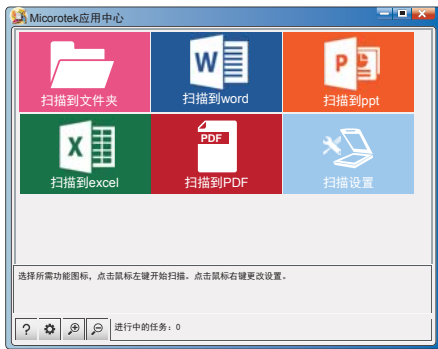 Micorotek应用中心
扫描到文件夹
W
扫描到word
P
扫描到ppt
X
扫描到excel
PDF
扫描到PDF
扫描设置
选择所需功能图标，点击鼠标左键开始扫描。点击鼠标右键更改设置。
?
进行中的任务：0